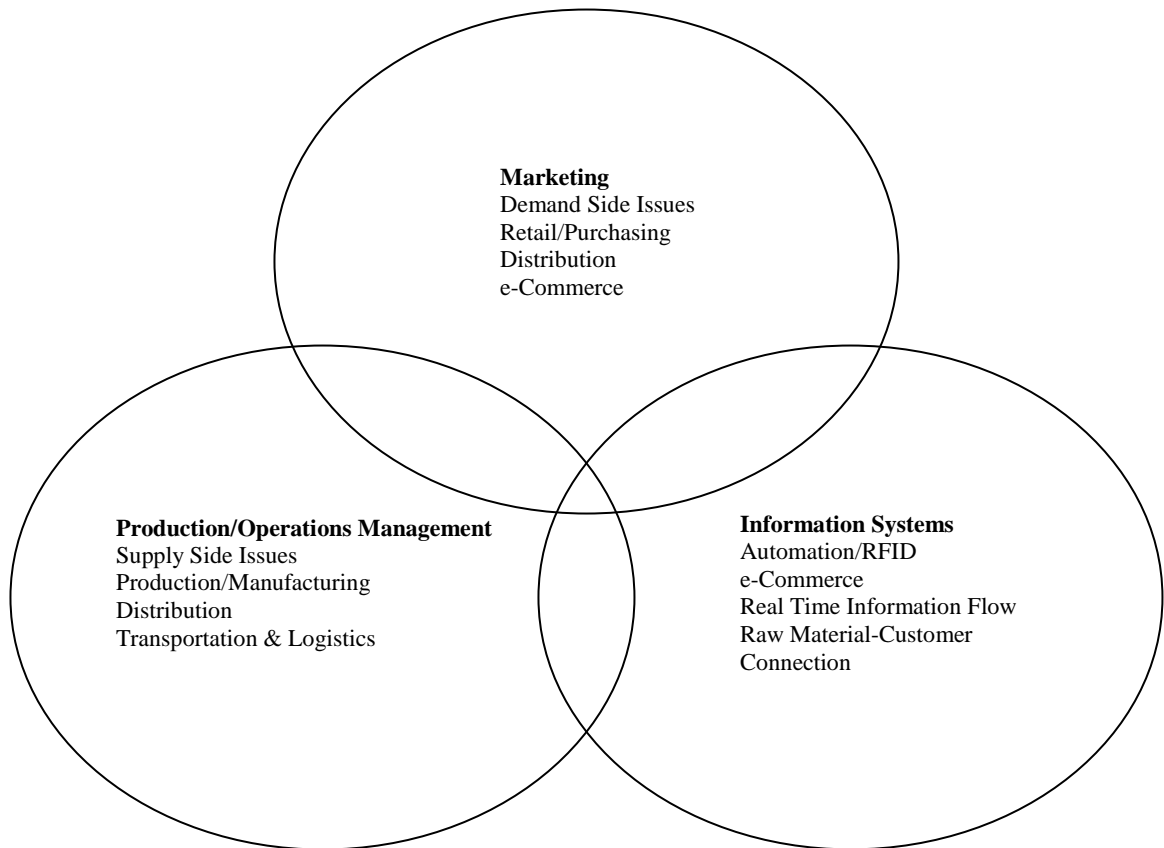 Marketing
Demand Side Issues
Retail/Purchasing
Distribution
e-Commerce
Production/Operations Management
Supply Side Issues
Production/Manufacturing
Distribution
Transportation & Logistics
Information Systems
Automation/RFID
e-Commerce
Real Time Information Flow
Raw Material-Customer
Connection